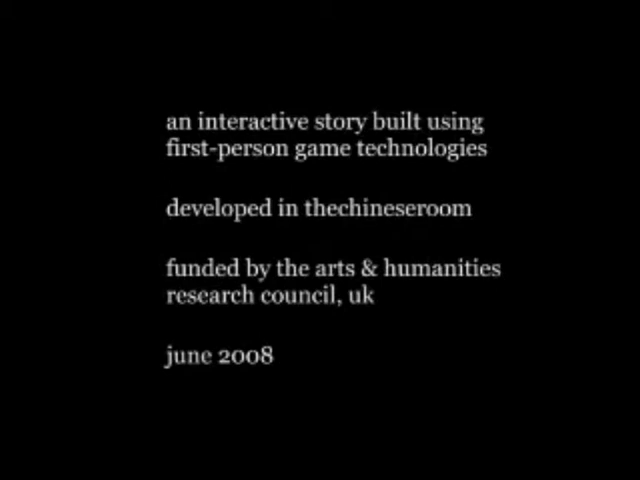 an interactive story built using
first-person game technologies
developed in thechineseroom
funded by the arts & humanities
research council, uk
june 2008